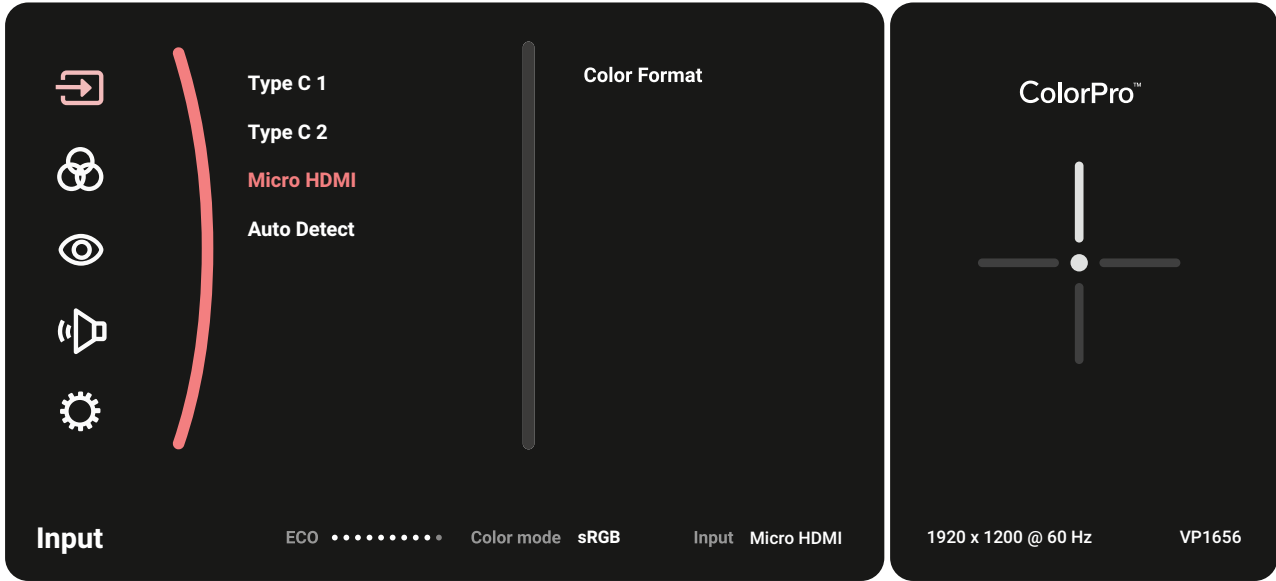 Type C 1
Type C 2
Micro HDMI
Auto Detect
Color Format
Input
ECO
Color mode sRGB
Input Micro HDMI
ColorPro™
1920 x 1200 @ 60 Hz
VP1656